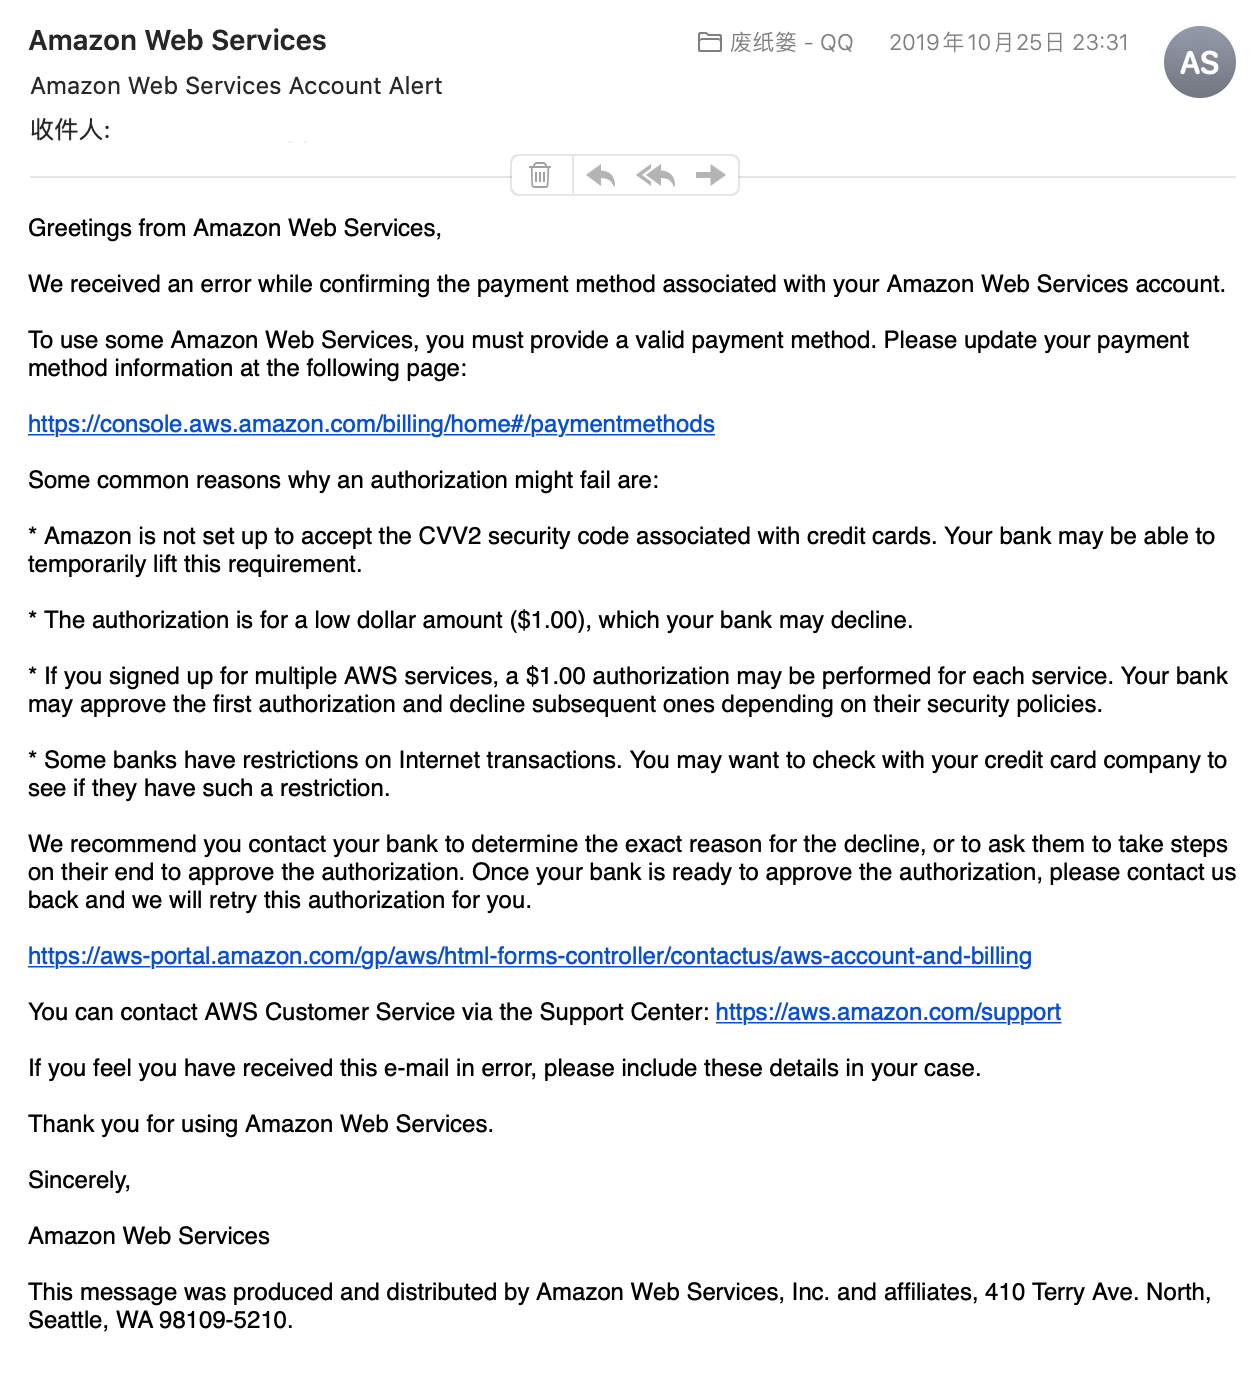 Amazon Web Services
废纸篓 - QQ
2019年10月25日 23:31
AS
Amazon Web Services Account Alert
收件人:
Greetings from Amazon Web Services,
We received an error while confirming the payment method associated with your Amazon Web Services account.
To use some Amazon Web Services, you must provide a valid payment method. Please update your payment
method information at the following page:
https://console.aws.amazon.com/billing/home#/paymentmethods
Some common reasons why an authorization might fail are:
* Amazon is not set up to accept the CVV2 security code associated with credit cards. Your bank may be able to
temporarily lift this requirement.
* The authorization is for a low dollar amount ($1.00), which your bank may decline.
* If you signed up for multiple AWS services, a $1.00 authorization may be performed for each service. Your bank
may approve the first authorization and decline subsequent ones depending on their security policies.
* Some banks have restrictions on Internet transactions. You may want to check with your credit card company to
see if they have such a restriction.
We recommend you contact your bank to determine the exact reason for the decline, or to ask them to take steps
on their end to approve the authorization. Once your bank is ready to approve the authorization, please contact us
back and we will retry this authorization for you.
https://aws-portal.amazon.com/gp/aws/html-forms-controller/contactus/aws-account-and-billing
You can contact AWS Customer Service via the Support Center: https://aws.amazon.com/support
If you feel you have received this e-mail in error, please include these details in your case.
Thank you for using Amazon Web Services.
Sincerely,
Amazon Web Services
This message was produced and distributed by Amazon Web Services, Inc. and affiliates, 410 Terry Ave. North,
Seattle, WA 98109-5210.